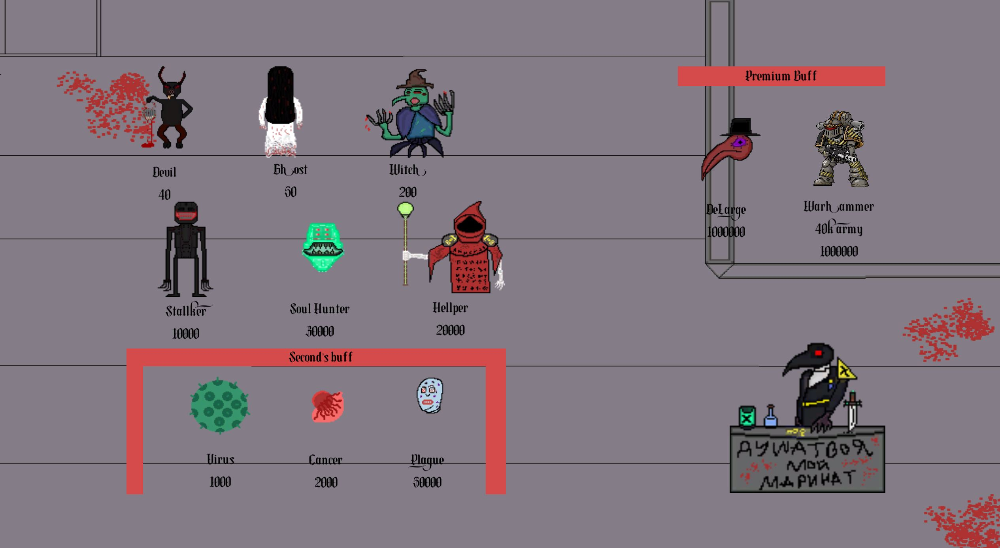 Premium Buff
Devil
40
Ghost
50
Witch
200
DeLarge
1000000
Warhammer
40k army
1000000
Stallker
10000
Soul Hunter
30000
Hellper
20000
Second's buff
Virus
1000
Cancer
2000
Plague
50000
ДУШАТВОЯ
МОЙ
МАРИНАТ